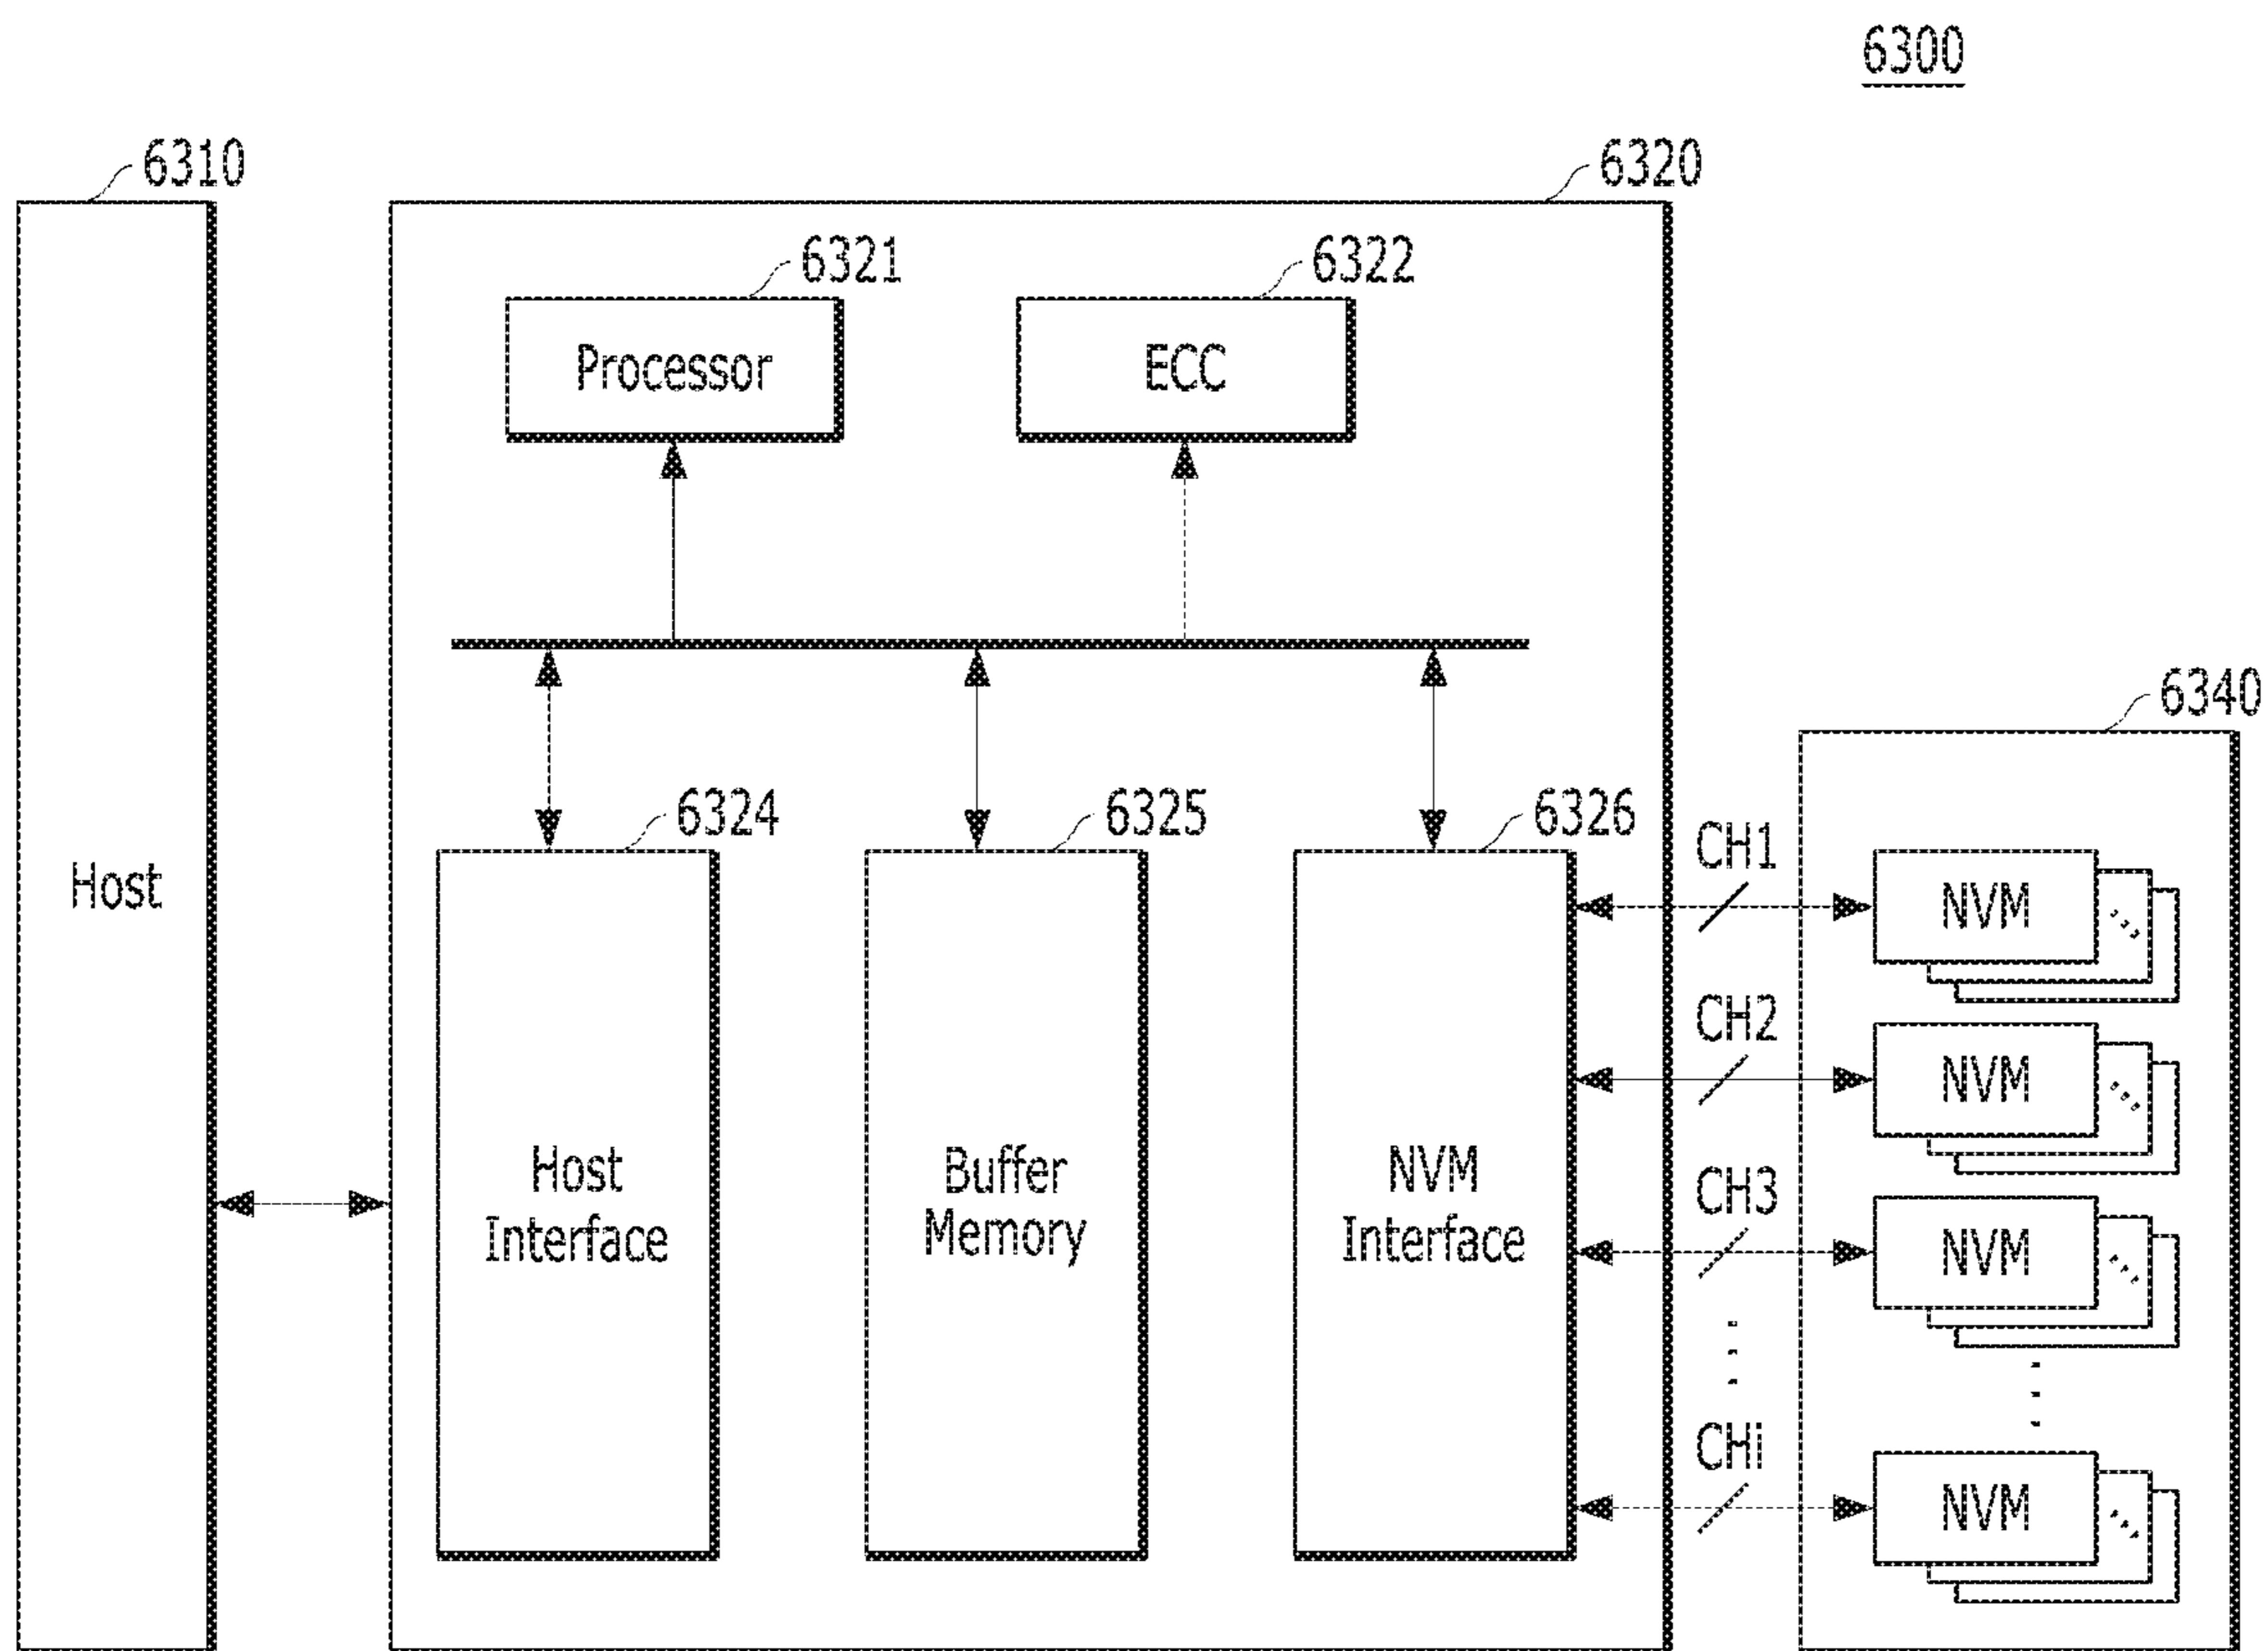 6300
6310
6320
6321
6322
Processor
ECC
6340
6324
6325
6326
CH1
Host
NVM
CH2
NVM
Host
Interface
Buffer
Memory
NVM
Interface
CH3
NVM
CHi
NVM